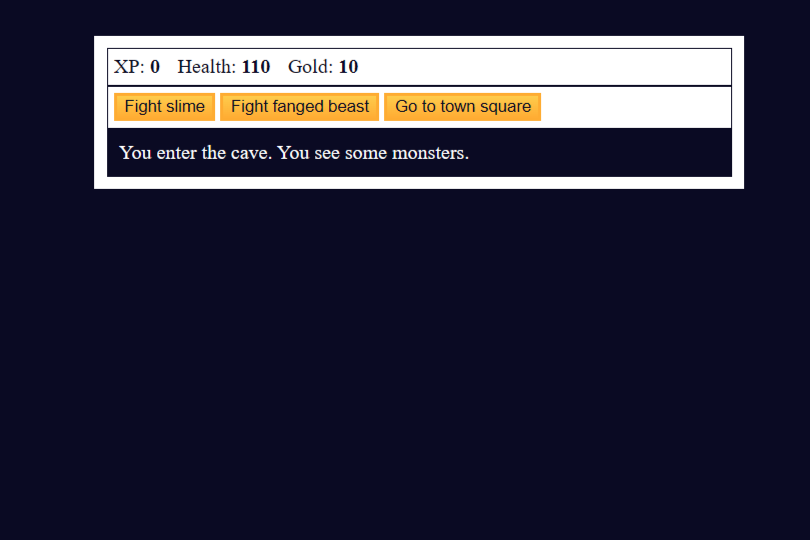 XP: 0 Health: 110 Gold: 10
Fight slime Fight fanged beast Go to town square
You enter the cave. You see some monsters.